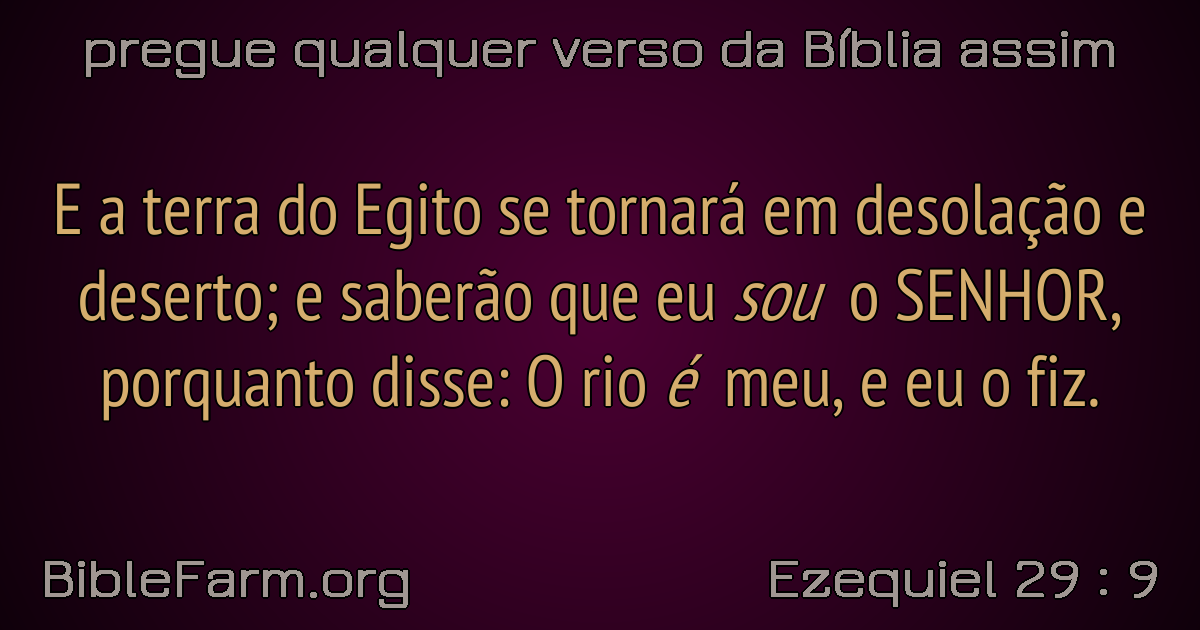 pregue qualquer verso da Bíblia assim
E a terra do Egito se tornará em desolação e
deserto; e saberão que eu sou o SENHOR,
porquanto disse: O rio é meu, e eu o fiz.
BibleFarm.org
Ezequiel 29 : 9